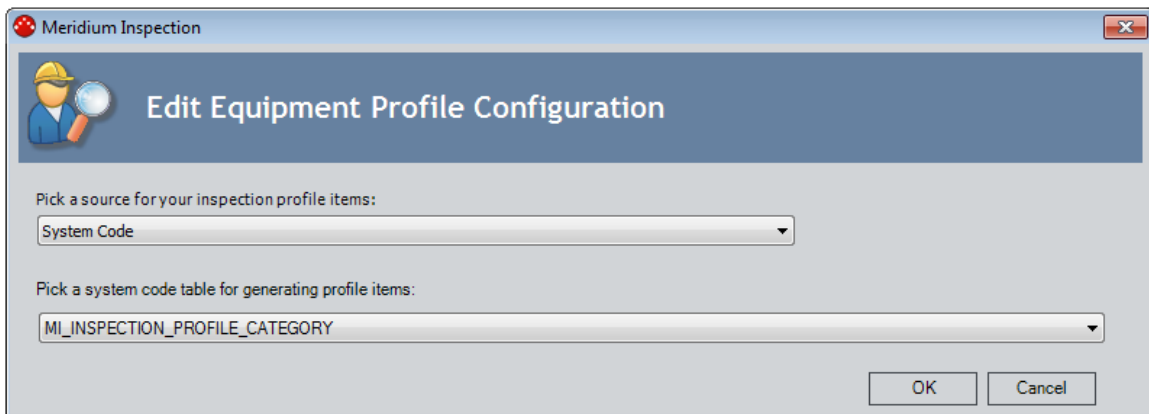 Meridium Inspection
Edit Equipment Profile Configuration
Pick a source for your inspection profile items:
System Code
Pick a system code table for generating profile items:
MI_INSPECTION_PROFILE_CATEGORY
OK Cancel